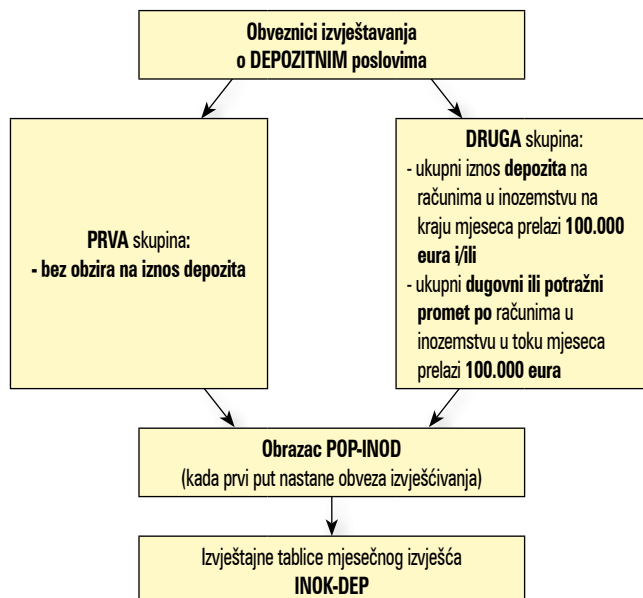 Obveznici izvještavanja
o DEPOZITNIM poslovima
PRVA skupina:
- bez obzira na iznos depozita
DRUGA skupina:
- ukupni iznos depozita na
računima u inozemstvu na
kraju mjeseca prelazi 100.000
eura i/ili
- ukupni dugovni ili potražni
promet po računima u
inozemstvu u toku mjeseca
prelazi 100.000 eura
Obrazac POP-INOD
(kada prvi put nastane obveza izvješćivanja)
Izvještajne tablice mjesečnog izvješća
INOK-DEP